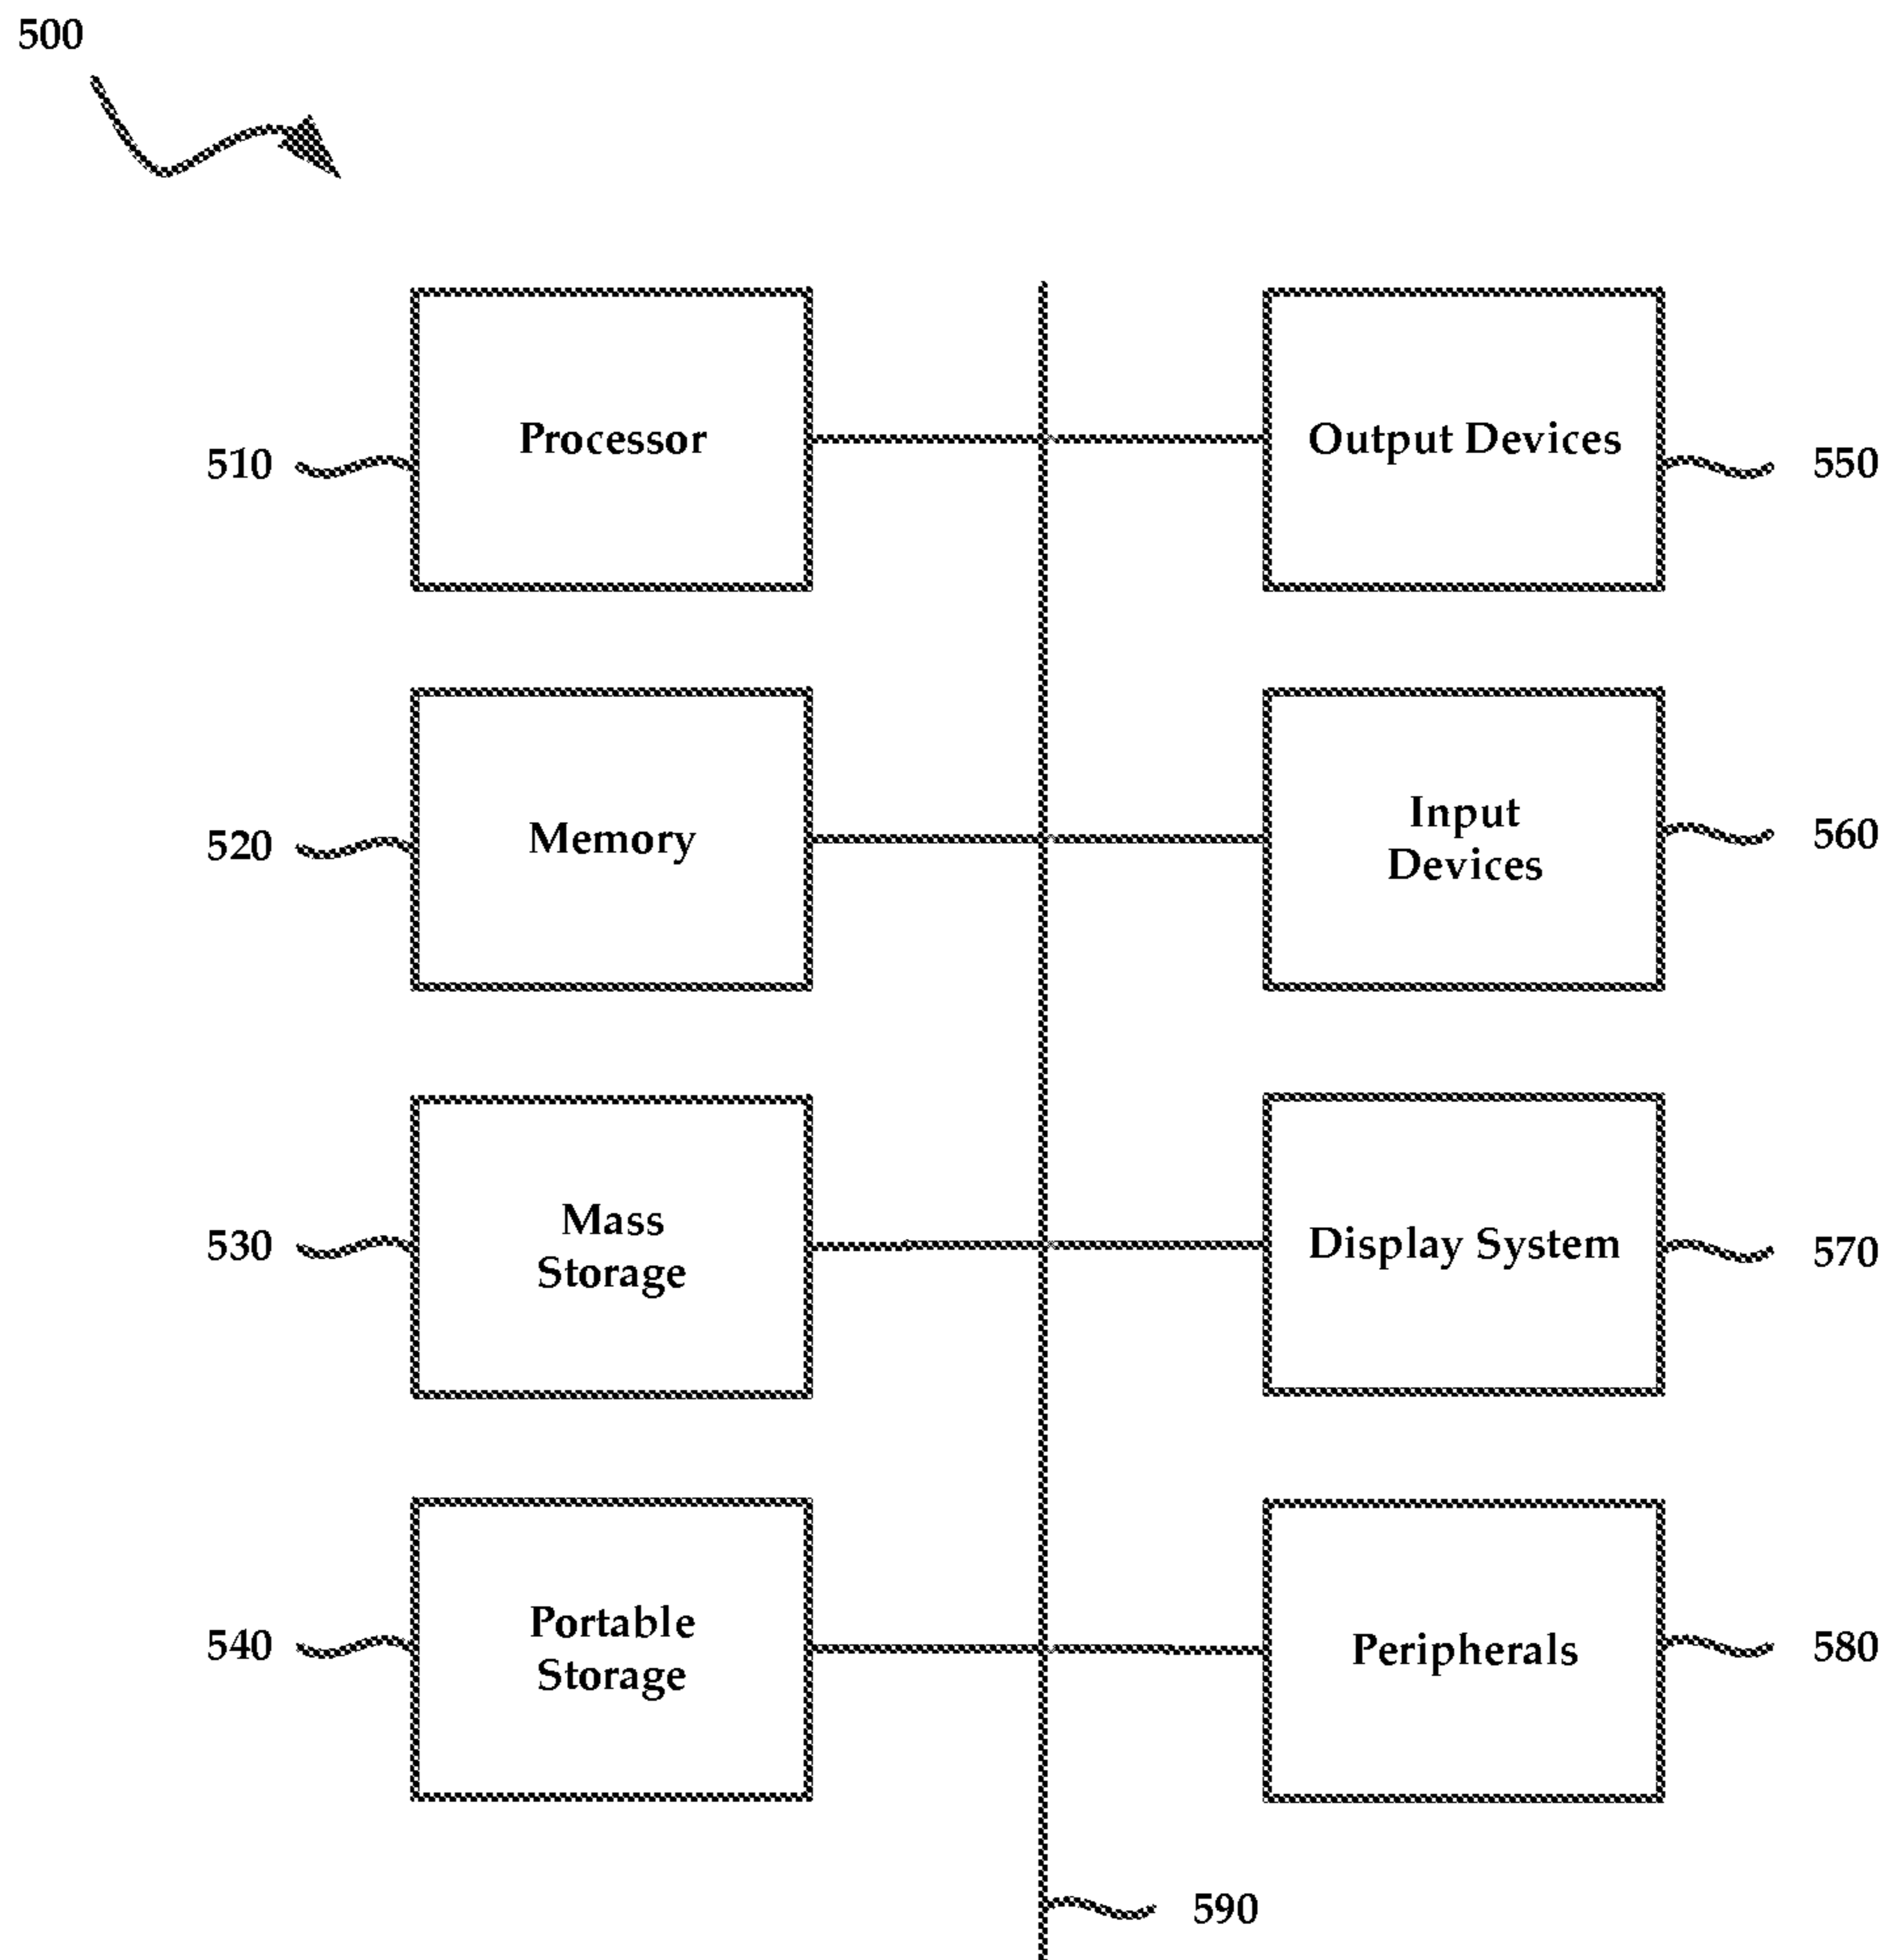 500
Processor
510
Output Devices
550
Memory
520
Input
Devices
560
Mass
Storage
530
Display System
570
Portable
Storage
540
Peripherals
580
590